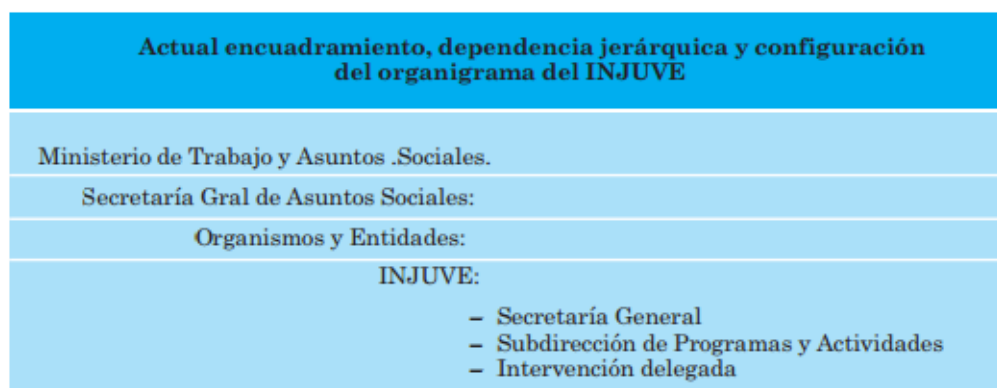 Actual encuadramiento, dependencia jerárquica y configuración
del organigrama del INJUVE
Ministerio de Trabajo y Asuntos .Sociales.
Secretaría Gral de Asuntos Sociales:
Organismos y Entidades:
INJUVE:
– Secretaría General
– Subdirección de Programas y Actividades
– Intervención delegada